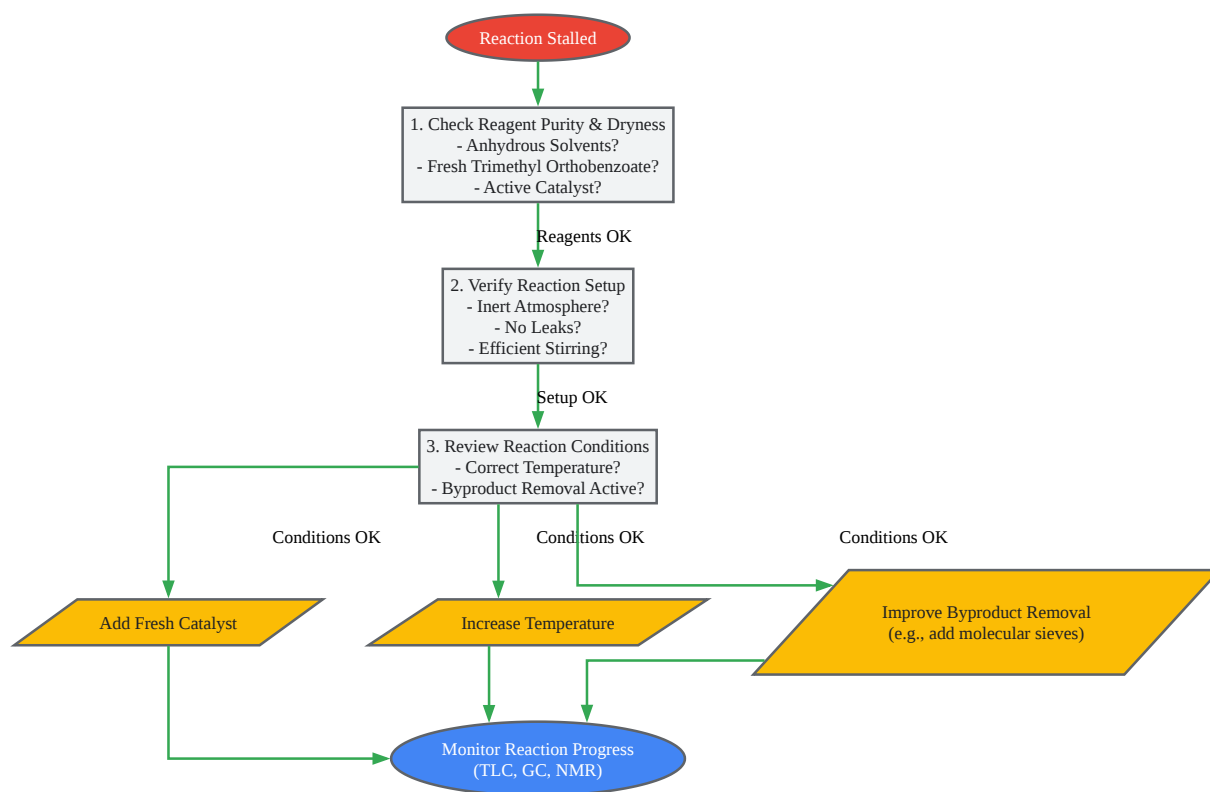 Reaction Stalled
1. Check Reagent Purity & Dryness
- Anhydrous Solvents?
- Fresh Trimethyl Orthobenzoate?
- Active Catalyst?
Reagents OK
2. Verify Reaction Setup
- Inert Atmosphere?
- No Leaks?
- Efficient Stirring?
Setup OK
3. Review Reaction Conditions
- Correct Temperature?
- Byproduct Removal Active?
Conditions OK
Conditions OK
Conditions OK
Add Fresh Catalyst
Increase Temperature
Improve Byproduct Removal
(e.g., add molecular sieves)
Monitor Reaction Progress
(TLC, GC, NMR)